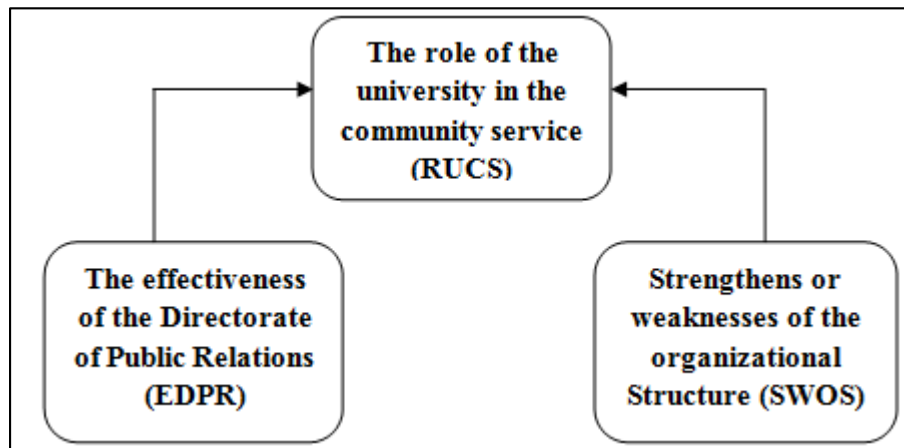 The role of the
university in the
community service
(RUCS)
The effectiveness
of the Directorate
of Public Relations
(EDPR)
Strengthens or
weaknesses of the
organizational
Structure (SWOS)